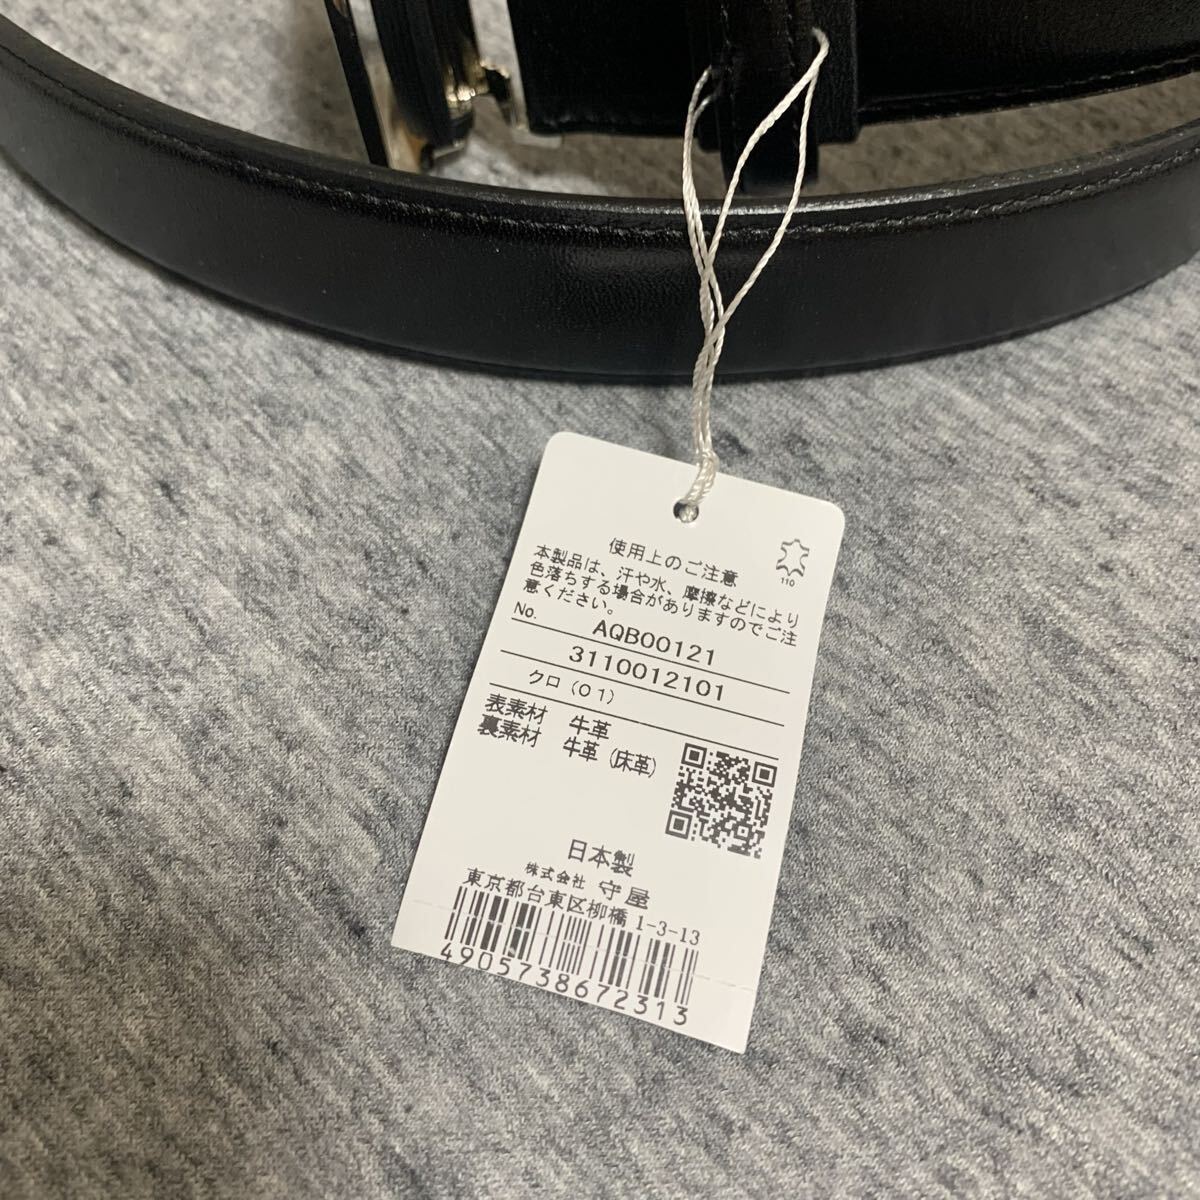 110
使用上のご注意
本製品は、汗や水、摩擦などにより
色落ちする場合がありますのでご注
意ください。
No. AQB00121
3110012101
クロ (01)
表素材 牛革
裏素材 牛革 (床革)
日本製
株式会社 守屋
東京都台東区柳橋 1-3-13
4905738672313